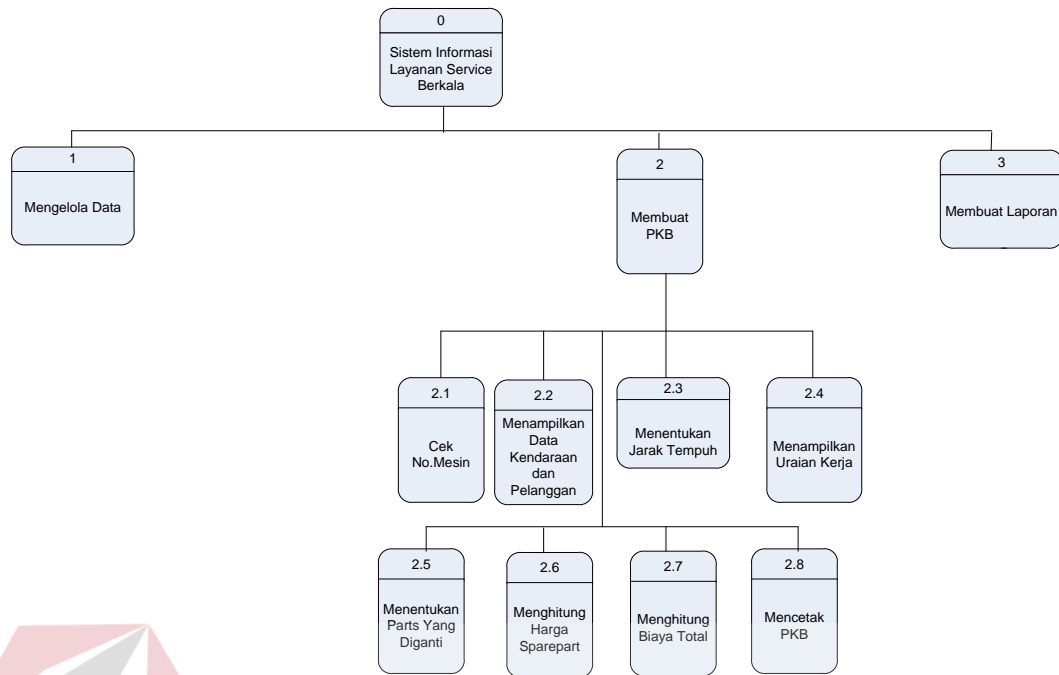 0
Sistem Informasi
Layanan Service
Berkala
1
Mengelola Data
2
Membuat
PKB
3
Membuat Laporan
2.1
Cek
No.Mesin
2.2
Menampilkan
Data
Kendaraan
dan
Pelanggan
2.3
Menentukan
Jarak Tempuh
2.4
Menampilkan
Uraian Kerja
2.5
Menentukan
Parts Yang
Diganti
2.6
Menghitung
Harga
Sparepart
2.7
Menghitung
Biaya Total
2.8
Mencetak
PKB